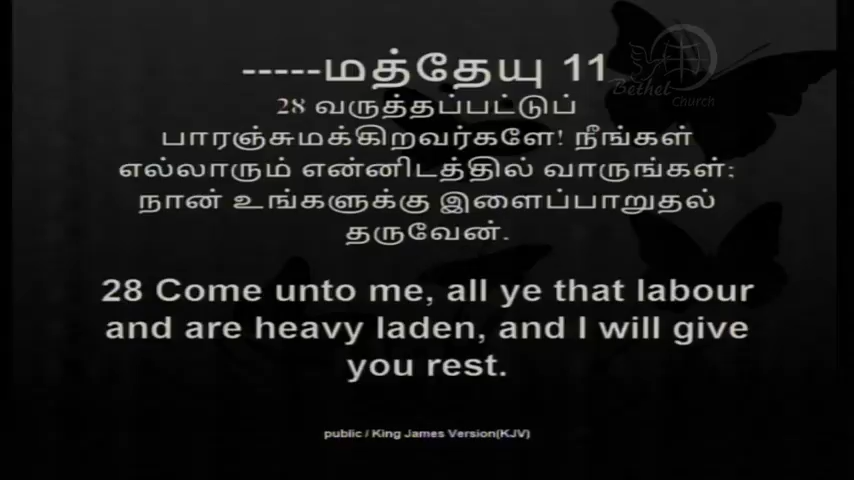 -----மத்தேயு 11
Bethel
Church
28 வருத்தப்பட்டுப்
பாரஞ்சுமக்கிறவர்களே! நீங்கள்
எல்லாரும் என்னிடத்தில் வாருங்கள்;
நான் உங்களுக்கு இளைப்பாறுதல்
தருவேன்.
28 Come unto me, all ye that labour
and are heavy laden, and I will give
you rest.
public / King James Version(KJV)